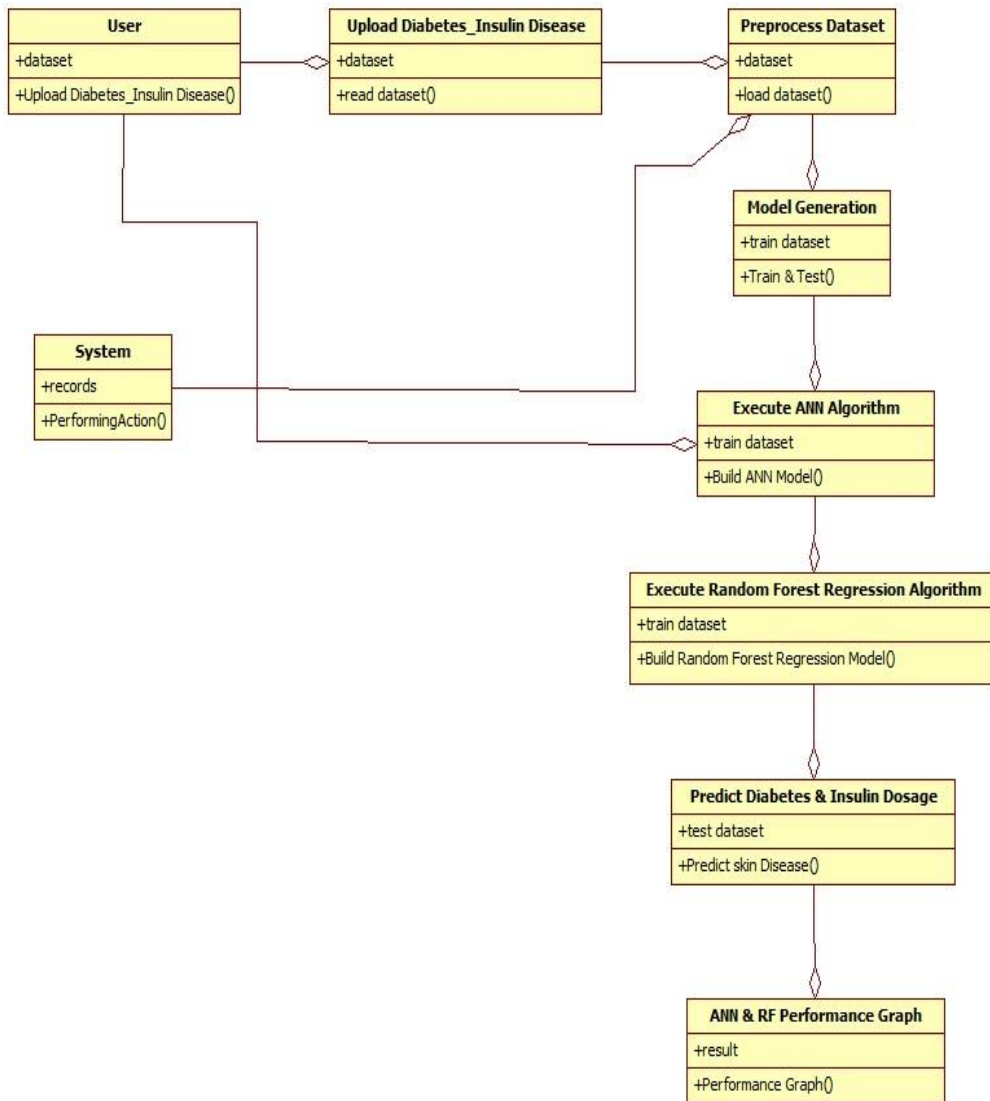 User
+dataset
+Upload Diabetes_Insulin Disease()
Upload Diabetes_Insulin Disease
+dataset
+read dataset()
Preprocess Dataset
+dataset
+load dataset()
Model Generation
+train dataset
+Train & Test()
System
+records
+PerformingAction()
Execute ANN Algorithm
+train dataset
+Build ANN Model()
Execute Random Forest Regression Algorithm
+train dataset
+Build Random Forest Regression Model()
Predict Diabetes & Insulin Dosage
+test dataset
+Predict skin Disease()
ANN & RF Performance Graph
+result
+Performance Graph()